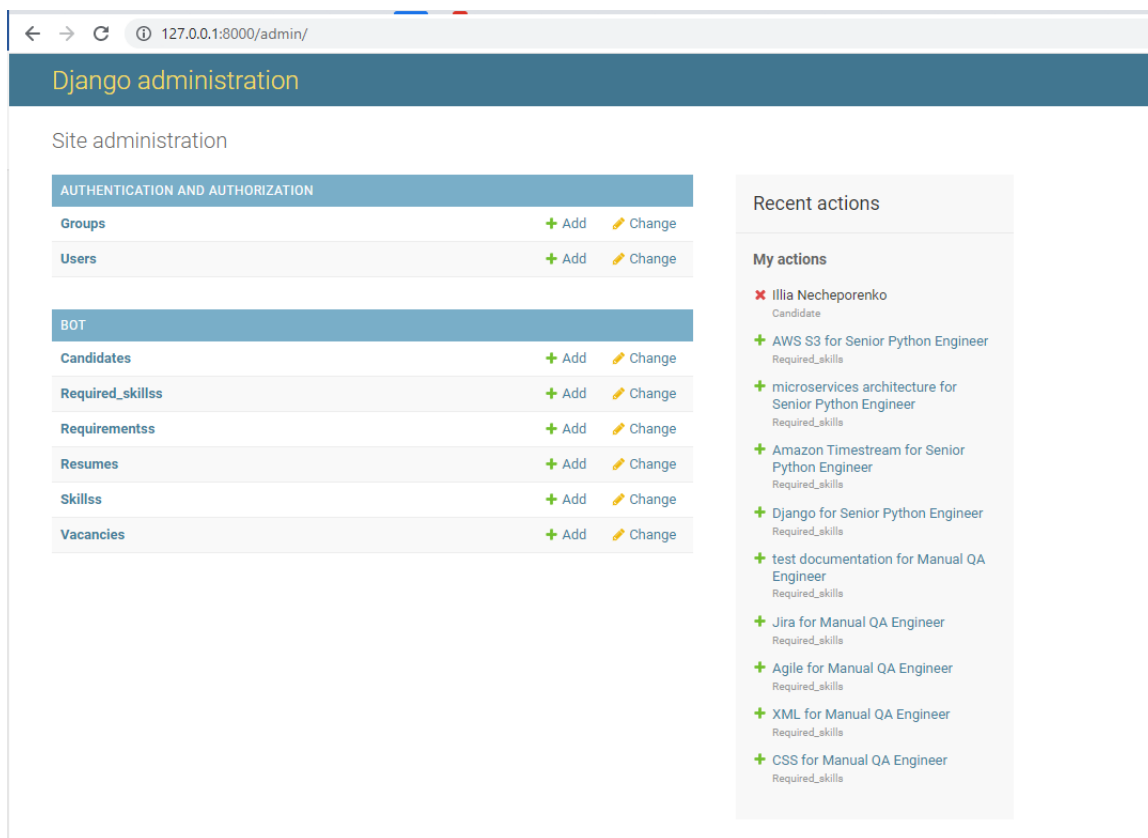 127.0.0.1:8000/admin/
Django administration
Site administration
AUTHENTICATION AND AUTHORIZATION
Groups Add Change
Users Add Change
BOT
Candidates Add Change
Required_skillss Add Change
Requirementss Add Change
Resumes Add Change
Skillss Add Change
Vacancies Add Change
Recent actions
My actions
Illia Necheporenko
Candidate
AWS S3 for Senior Python Engineer
Required_skills
microservices architecture for
Senior Python Engineer
Required_skills
Amazon Timestream for Senior
Python Engineer
Required_skills
Django for Senior Python Engineer
Required_skills
test documentation for Manual QA
Engineer
Required_skills
Jira for Manual QA Engineer
Required_skills
Agile for Manual QA Engineer
Required_skills
XML for Manual QA Engineer
Required_skills
CSS for Manual QA Engineer
Required_skills